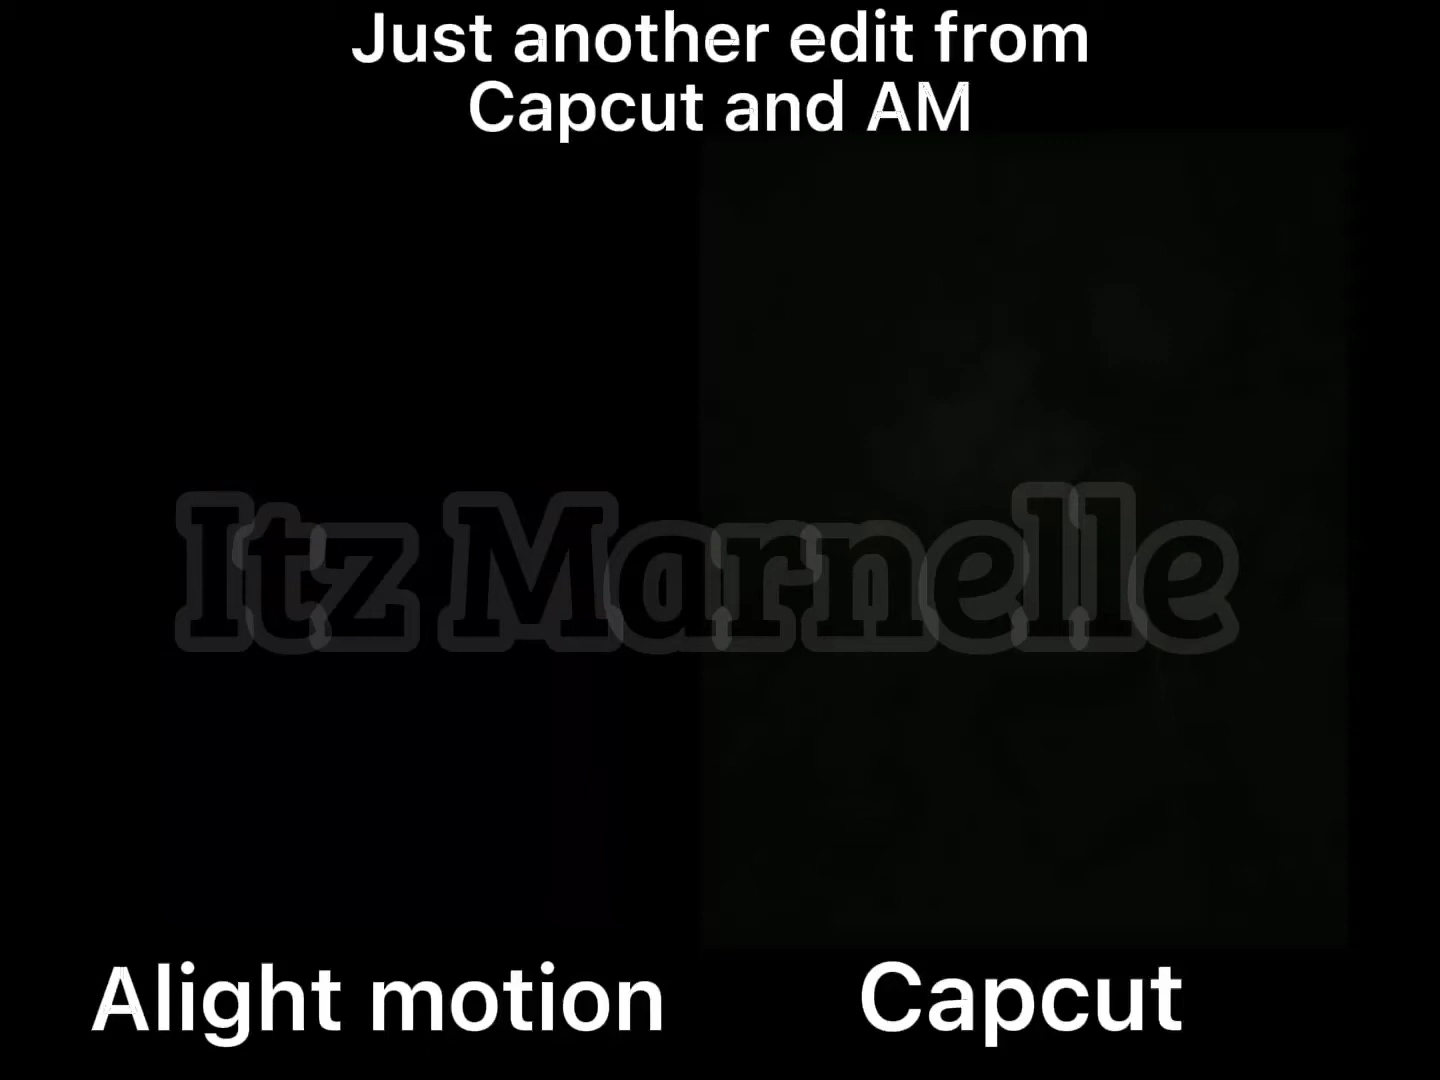 Just another edit from
Capcut and AM
Itz Marnelle
Alight motion
Capcut